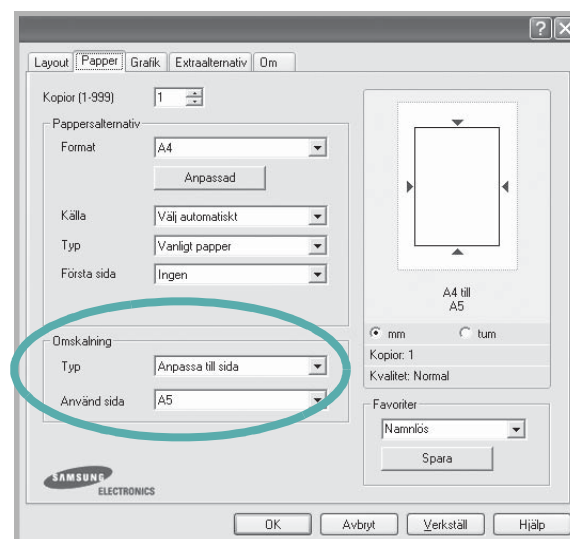 Layout Papper Grafik Extraalternativ Om
Kopior (1-999) 1
Pappersalternativ
Format A4
Anpassad
Källa Välj automatiskt
Typ Vanligt papper
Första sida Ingen
Omskalning
Typ Anpassa till sida
Använd sida A5
SAMSUNG
ELECTRONICS
A4 till
A5
mm tum
Kopior: 1
Kvalitet: Normal
Favoriter
Namnlös
Spara
OK Avbryt Verkställ Hjälp